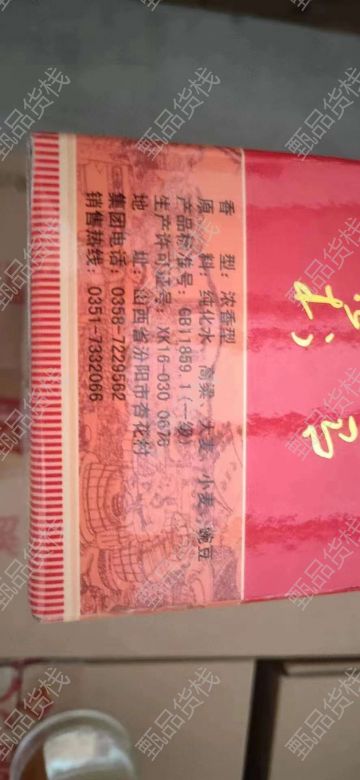 香 型：浓香型
原 料：纯化水 高粱 大麦 小麦 豌豆
产品标准号：GB11859.1（一级）
生产许可证号：XK16-030 0676
地 址：山西省汾阳市杏花村
集团电话：0358-7229562
销售热线：0351-7332066
甄品货栈